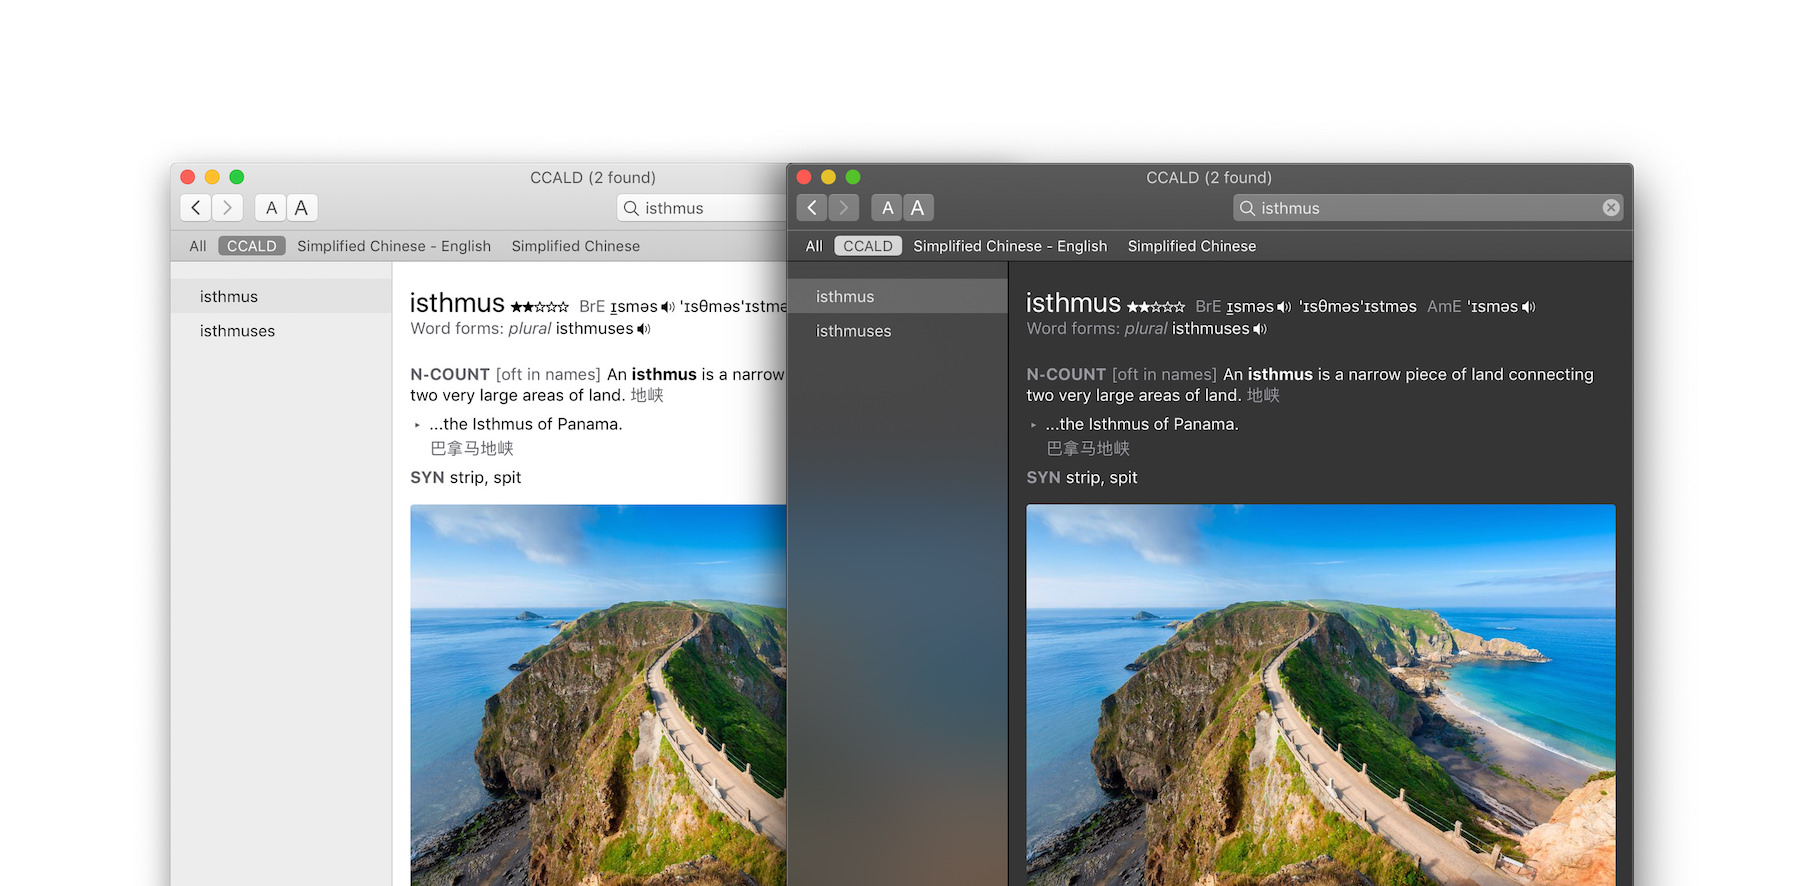 CCALD (2 found)
A A
isthmus
All CCALD Simplified Chinese - English Simplified Chinese
isthmus
isthmuses
isthmus ★★☆☆☆ BrE ɪsməs 'ɪsθməs'ɪstmə
Word forms: plural isthmuses
N-COUNT [oft in names] An isthmus is a narrow
two very large areas of land. 地峡
▸ ...the Isthmus of Panama.
巴拿马地峡
SYN strip, spit
CCALD (2 found)
A A
isthmus
All CCALD Simplified Chinese - English Simplified Chinese
isthmus
isthmuses
isthmus ★★☆☆☆ BrE ɪsməs 'ɪsθməs'ɪstməs AmE 'ɪsməs
Word forms: plural isthmuses
N-COUNT [oft in names] An isthmus is a narrow piece of land connecting
two very large areas of land. 地峡
▸ ...the Isthmus of Panama.
巴拿马地峡
SYN strip, spit